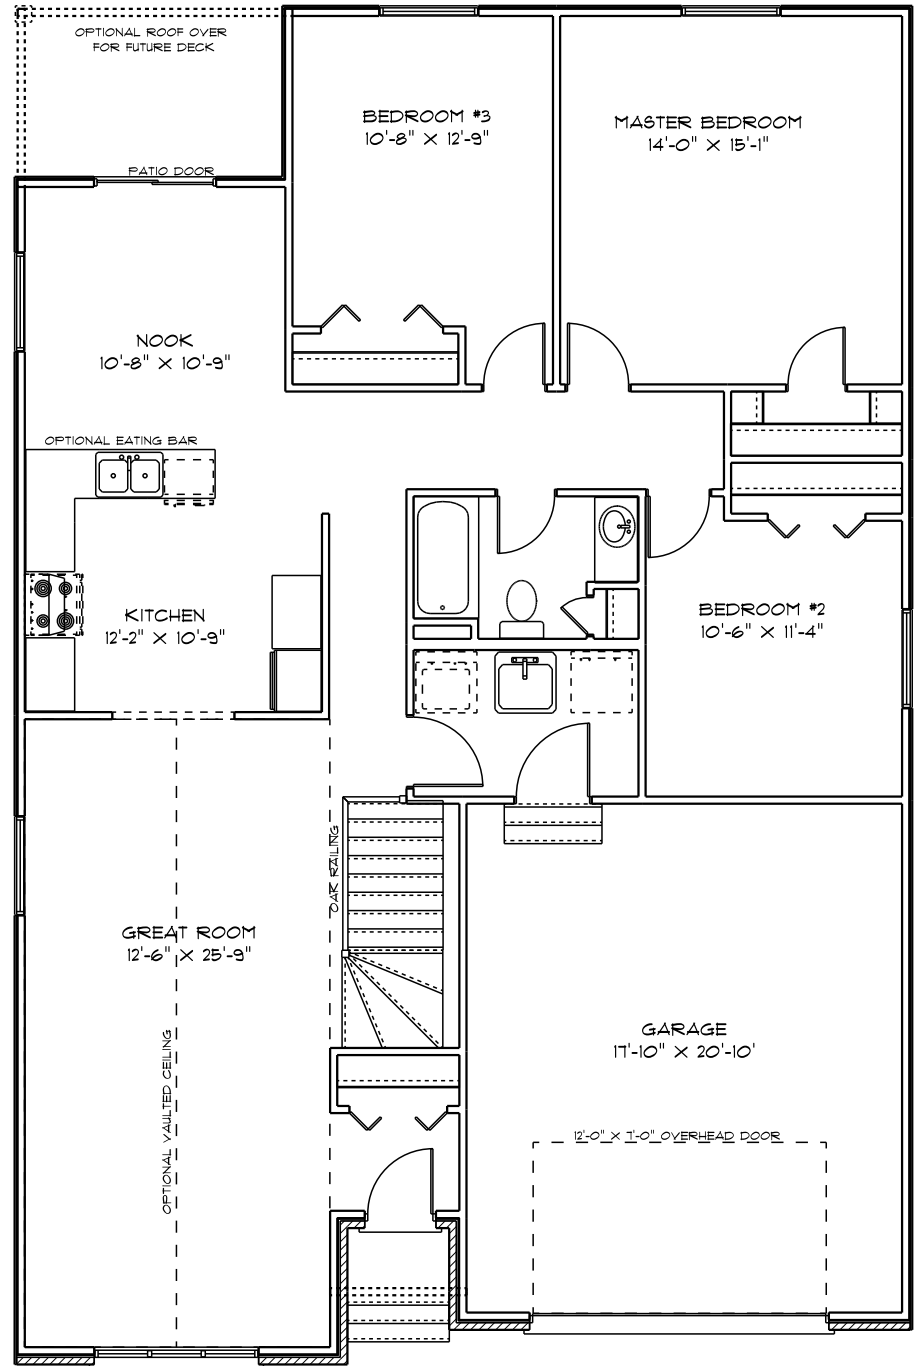 OPTIONAL ROOF OVER
FOR FUTURE DECK
BEDROOM #3
10'-8" X 12'-9"
MASTER BEDROOM
14'-0" X 15'-1"
PATIO DOOR
NOOK
10'-8" X 10'-9"
OPTIONAL EATING BAR
KITCHEN
12'-2" X 10'-9"
BEDROOM #2
10'-6" X 11'-4"
OAK RAILING
GREAT ROOM
12'-6" X 25'-9"
OPTIONAL VAULTED CEILING
GARAGE
17'-10" X 20'-10'
12'-0" X 7'-0" OVERHEAD DOOR